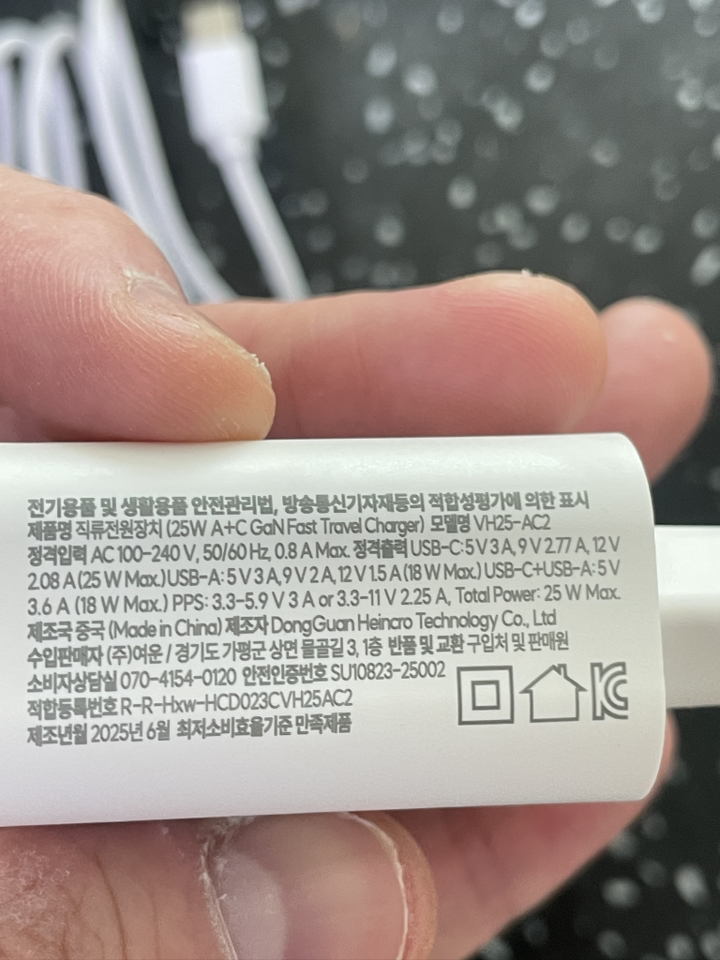 전기용품 및 생활용품 안전관리법, 방송통신기자재등의 적합성평가에 의한 표시
제품명 직류전원장치 (25W A+C GaN Fast Travel Charger) 모델명 VH25-AC2
정격입력 AC 100-240 V, 50/60 Hz, 0.8 A Max. 정격출력 USB-C: 5 V 3 A, 9 V 2.77 A, 12 V
2.08 A (25 W Max.) USB-A: 5 V 3 A, 9 V 2 A, 12 V 1.5 A (18 W Max.) USB-C+USB-A: 5 V
3.6 A (18 W Max.) PPS: 3.3-5.9 V 3 A or 3.3-11 V 2.25 A, Total Power: 25 W Max.
제조국 중국 (Made in China) 제조자 DongGuan Heincro Technology Co., Ltd
수입판매자 (주)여운 / 경기도 가평군 상면 물골길 3, 1층 반품 및 교환 구입처 및 판매원
소비자상담실 070-4154-0120 안전인증번호 SU10823-25002
적합등록번호 R-R-Hxw-HCD023CVH25AC2
제조년월 2025년 6월 최저소비효율기준 만족제품